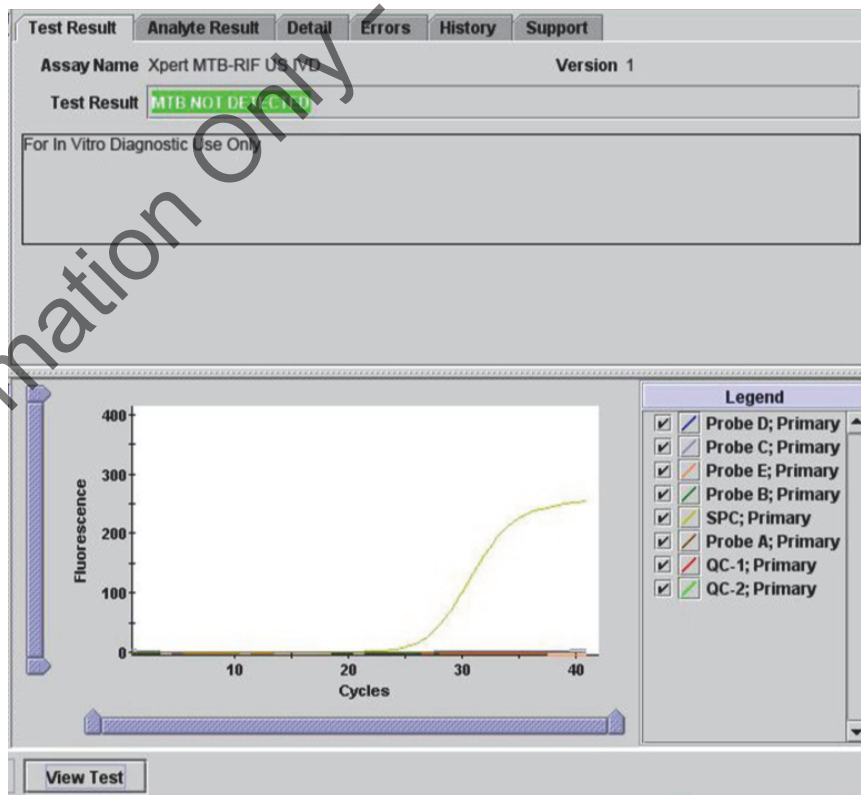 Test Result Analyte Result Detail Errors History Support
Assay Name Xpert MTB-RIF US IVD Version 1
Test Result MTB NOT DETECTED
For In Vitro Diagnostic Use Only
mation Only -
Legend
Probe D; Primary
Probe C; Primary
Probe E; Primary
Probe B; Primary
SPC; Primary
Probe A; Primary
QC-1; Primary
QC-2; Primary
400
300
200
100
0
Fluorescence
10 20 30 40
Cycles
View Test